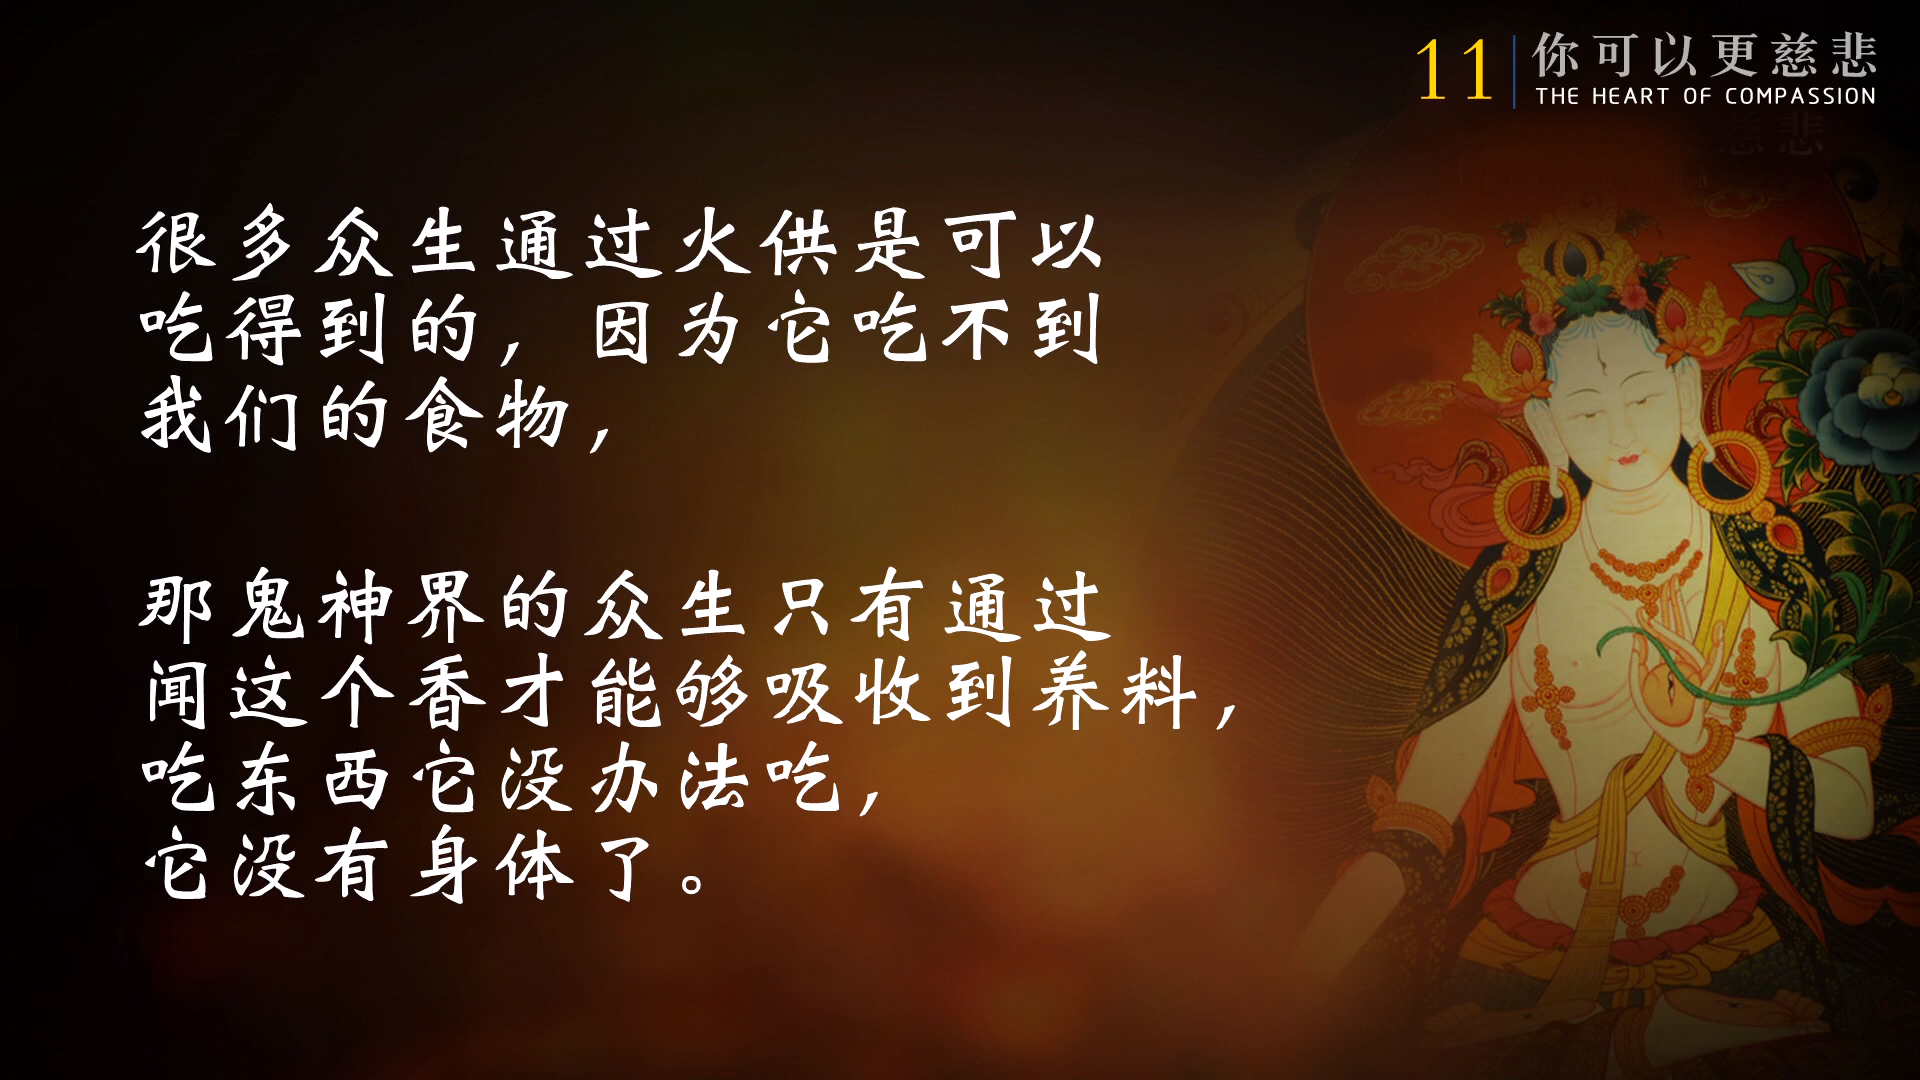 11
你可以更慈悲
THE HEART OF COMPASSION
慈悲
很多众生通过火供是可以
吃得到的，因为它吃不到
我们的食物，
那鬼神界的众生只有通过
闻这个香才能够吸收到养料，
吃东西它没办法吃，
它没有身体了。